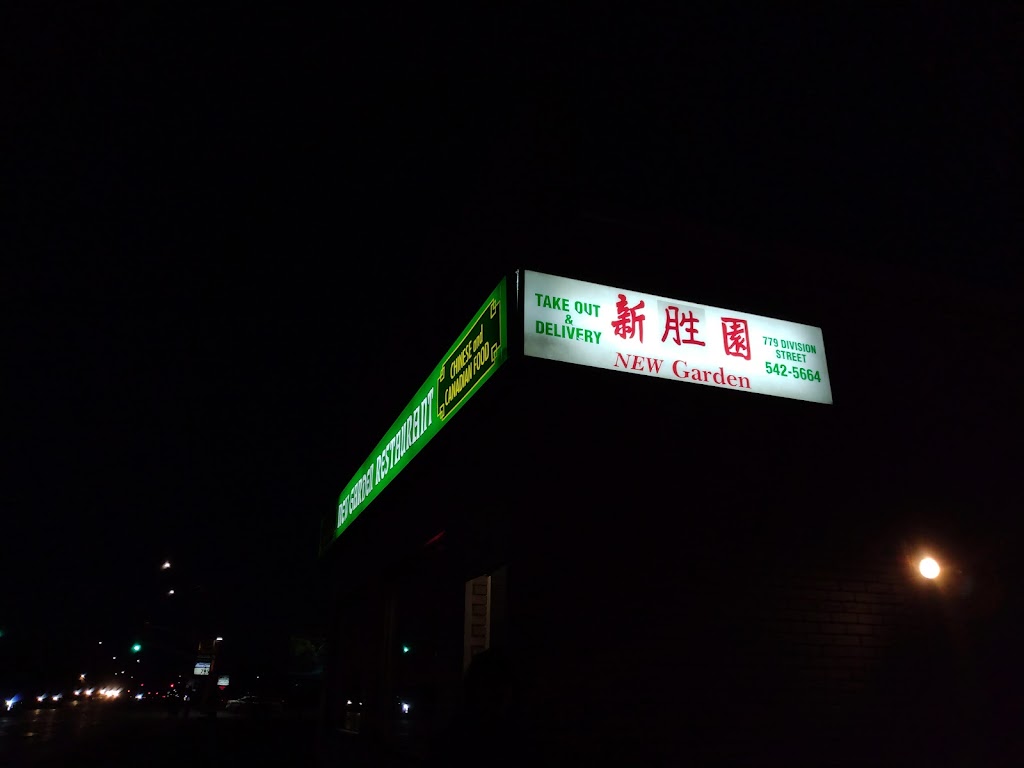 NEW GARDEN RESTAURANT
CHINESE and
CANADIAN FOOD
TAKE OUT
&
DELIVERY
新胜園
NEW Garden
779 DIVISION
STREET
542-5664